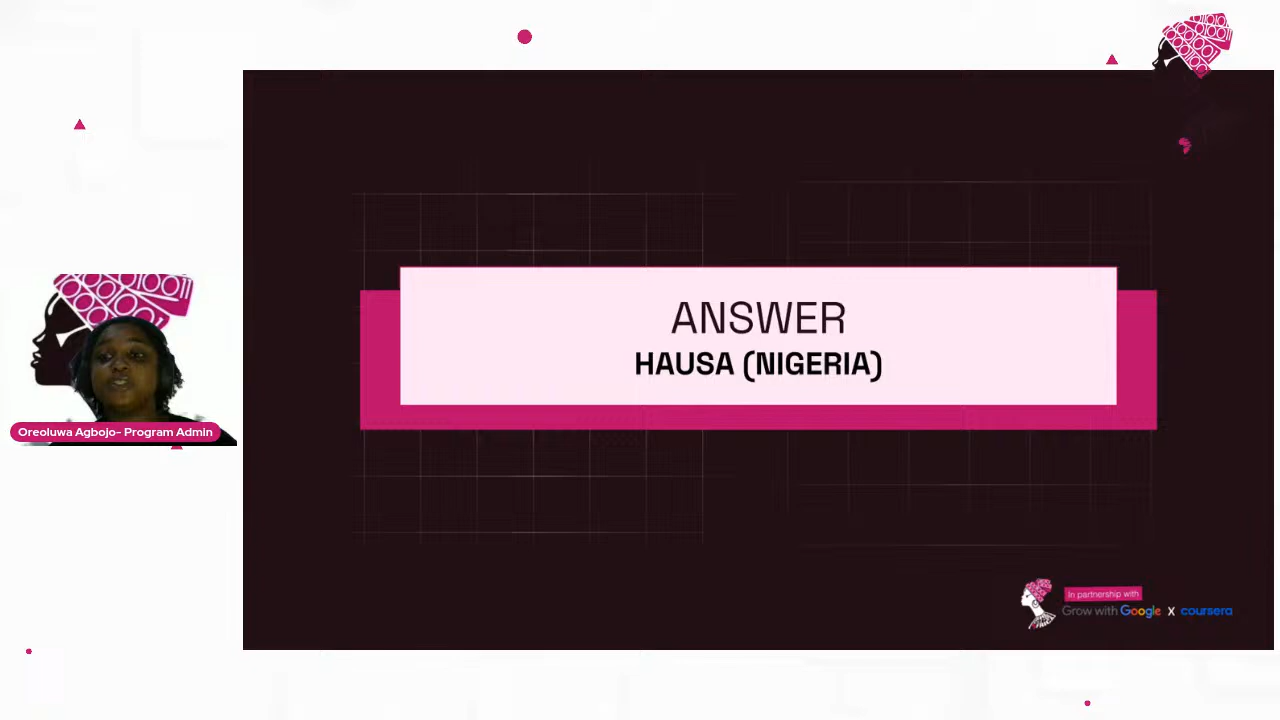 ANSWER
HAUSA (NIGERIA)
Oreoluwa Agbojo- Program Admin
In partnership with
Grow with Google X coursera